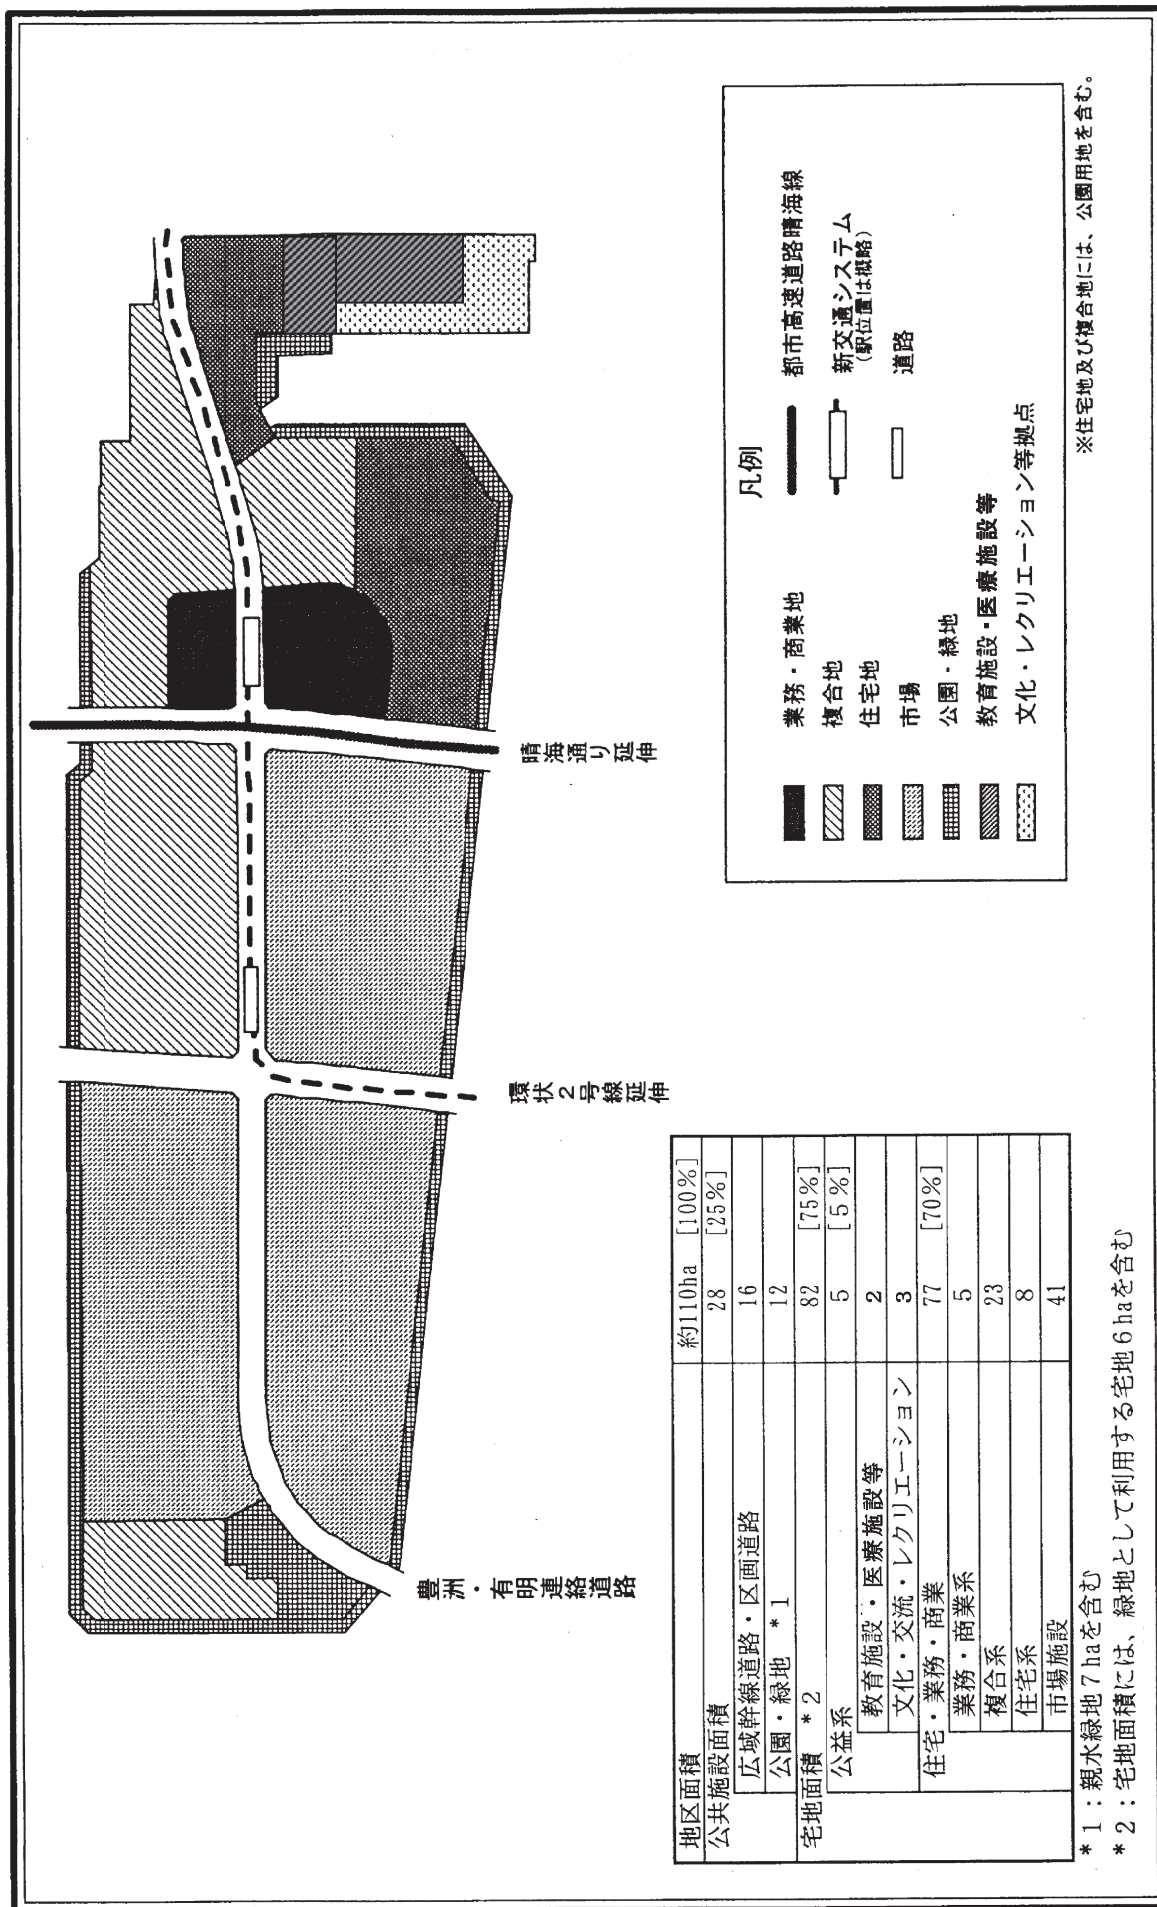 晴海通り延伸
環状2号線延伸
豊洲・有明連絡道路
凡例
業務・商業地
複合地
住宅地
市場
公園・緑地
教育施設・医療施設等
文化・レクリエーション等拠点
都市高速道路晴海線
新交通システム
(駅位置は概略)
道路
※住宅地及び複合地には、公園用地を含む。
地区面積 約110ha [100%]
公共施設面積 28 [25%]
広域幹線道路・区画道路 16
公園・緑地 *1 12
宅地面積 *2 82 [75%]
公益系 5 [5%]
教育施設・医療施設等 2
文化・交流・レクリエーション 3
住宅・業務・商業 77 [70%]
業務・商業系 5
複合系 23
住宅系 8
市場施設 41
*1:親水緑地7haを含む
*2:宅地面積には、緑地として利用する宅地6haを含む